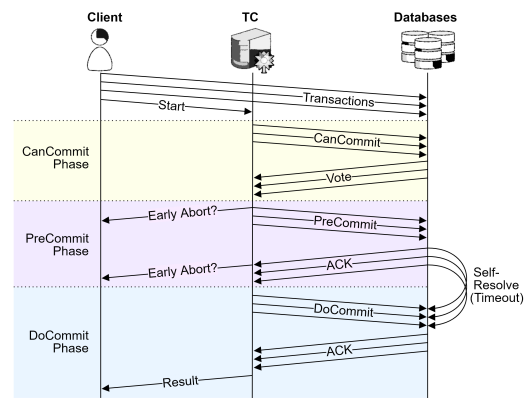 Client
TC
Databases
Transactions
Start
CanCommit
Phase
CanCommit
Vote
Early Abort?
PreCommit
PreCommit
Phase
ACK
Early Abort?
Self-
Resolve
(Timeout)
DoCommit
DoCommit
Phase
ACK
Result